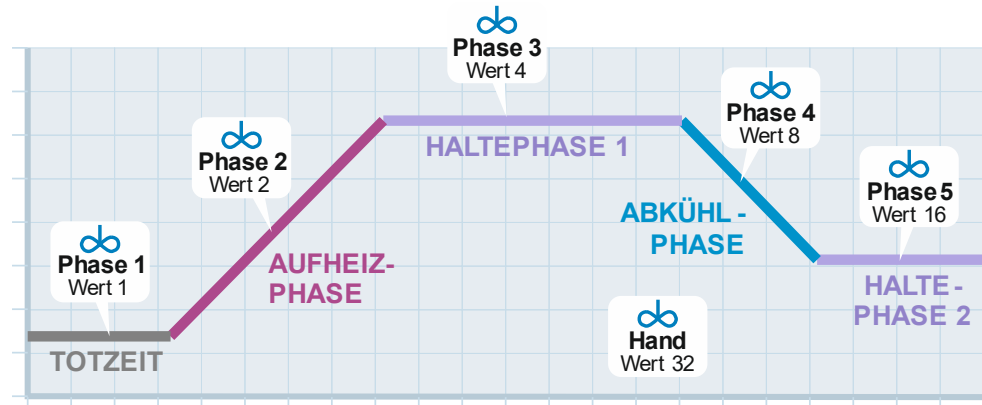 Phase 3
Wert 4
Phase 4
Wert 8
HALTEPHASE 1
Phase 2
Wert 2
Phase 5
Wert 16
ABKÜHL -
PHASE
Phase 1
Wert 1
AUFHEIZ-
PHASE
HALTE -
PHASE 2
Hand
Wert 32
TOTZEIT